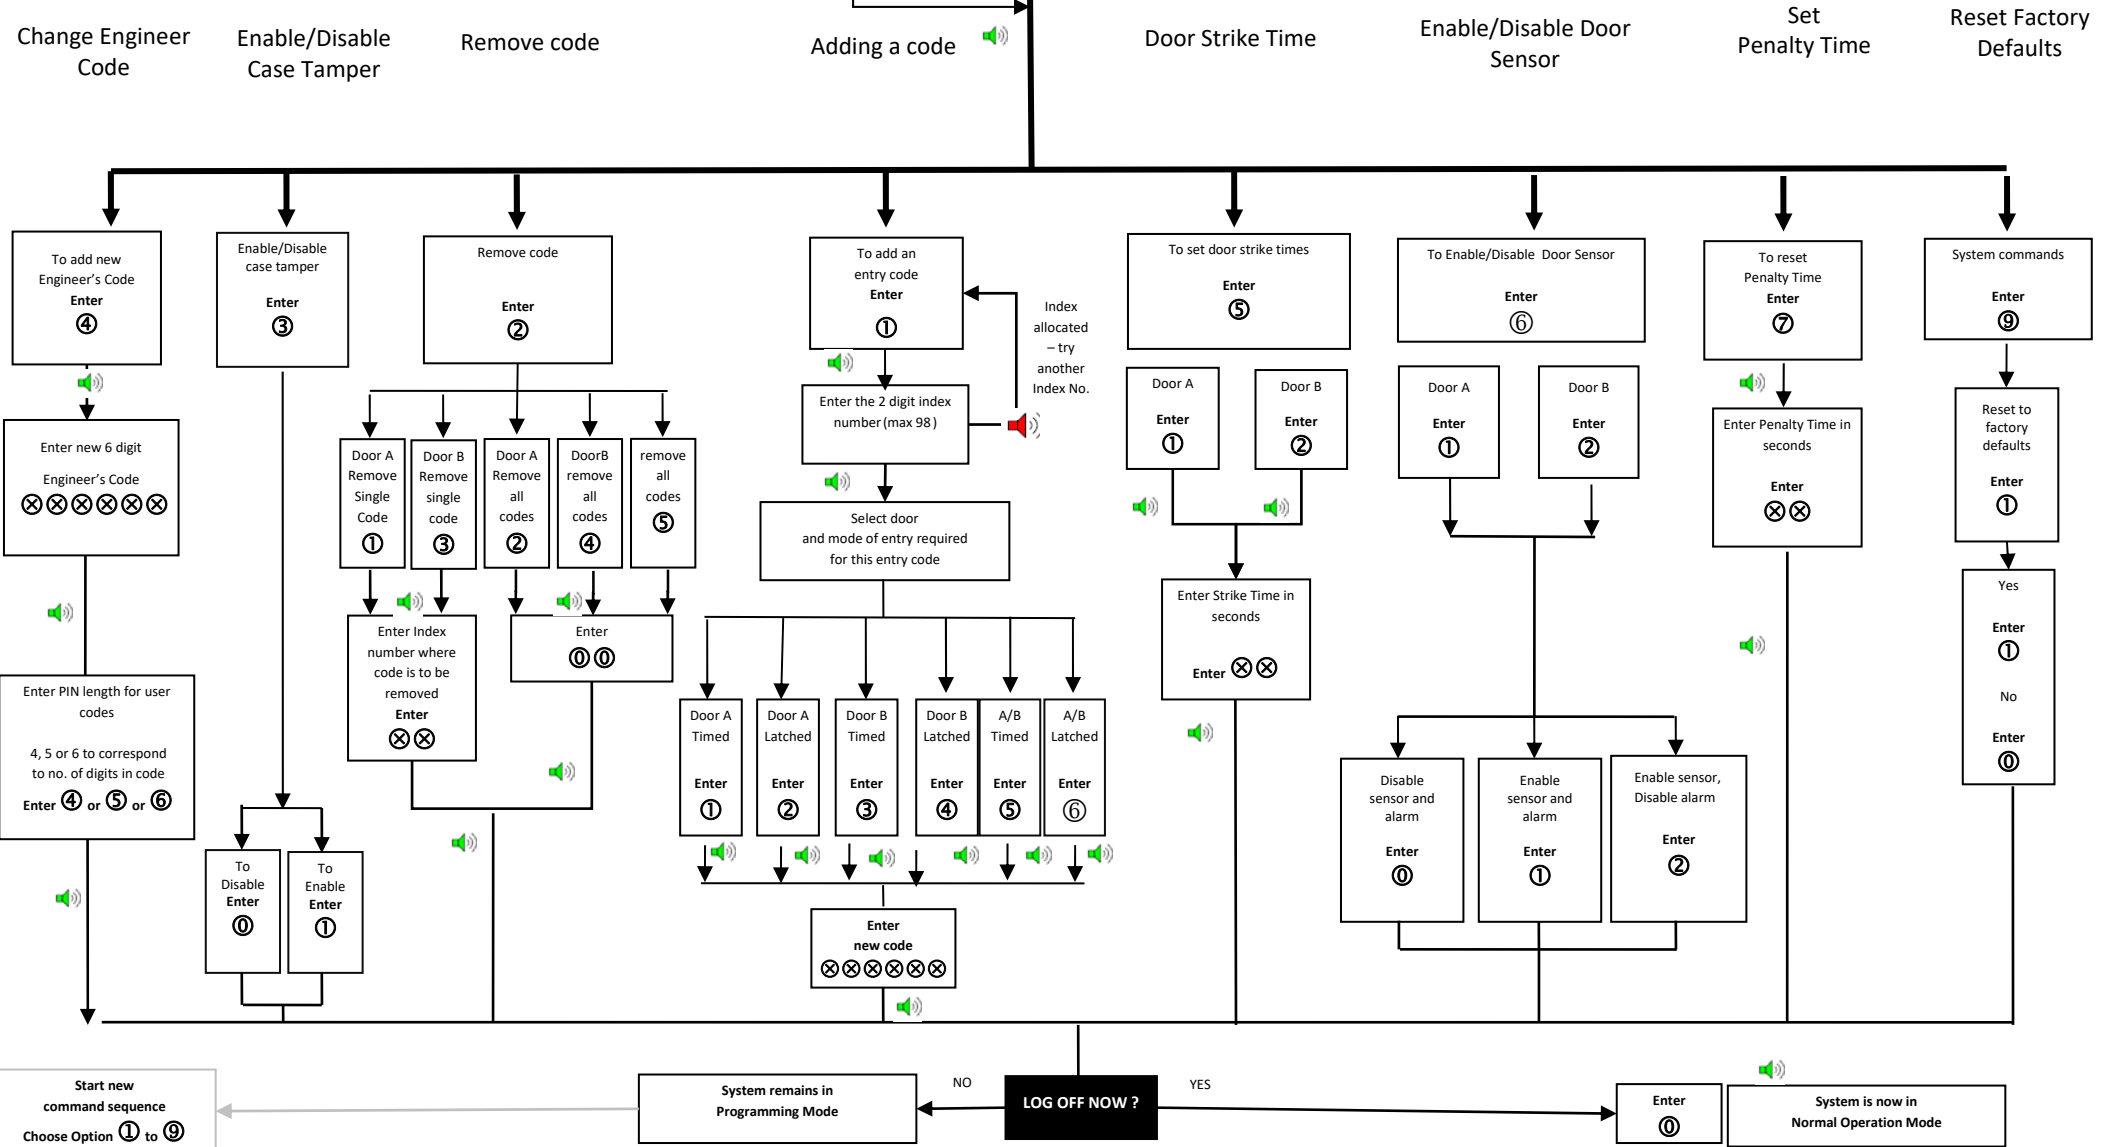 Change Engineer
Code
Enable/Disable
Case Tamper
Remove code
Adding a code
Door Strike Time
Enable/Disable Door
Sensor
Set
Penalty Time
Reset Factory
Defaults
To add new
Engineer’s Code
Enter
④
Enter new 6 digit
Engineer’s Code
⊗⊗⊗⊗⊗⊗
Enter PIN length for user
codes
4, 5 or 6 to correspond
to no. of digits in code
Enter ④ or ⑤ or ⑥
Enable/Disable
case tamper
Enter
③
To
Disable
Enter
⓪
To
Enable
Enter
①
Remove code
Enter
②
Door A
Remove
Single
Code
①
Door B
Remove
single
code
③
Door A
Remove
all
codes
②
DoorB
remove
all
codes
④
remove
all
codes
⑤
Enter Index
number where
code is to be
removed
Enter
⊗⊗
Enter
⓪⓪
To add an
entry code
Enter
①
Index
allocated
– try
another
Index No.
Enter the 2 digit index
number (max 98 )
Select door
and mode of entry required
for this entry code
Door A
Timed
Enter
①
Door A
Latched
Enter
②
Door B
Timed
Enter
③
Door B
Latched
Enter
④
A/B
Timed
Enter
⑤
A/B
Latched
Enter
⑥
Enter
new code
⊗⊗⊗⊗⊗⊗
To set door strike times
Enter
⑤
Door A
Enter
①
Door B
Enter
②
Enter Strike Time in
seconds
Enter ⊗⊗
To Enable/Disable Door Sensor
Enter
⑥
Door A
Enter
①
Door B
Enter
②
Disable
sensor and
alarm
Enter
⓪
Enable
sensor and
alarm
Enter
①
Enable sensor,
Disable alarm
Enter
②
To reset
Penalty Time
Enter
⑦
Enter Penalty Time in
seconds
Enter
⊗⊗
System commands
Enter
⑨
Reset to
factory
defaults
Enter
①
Yes
Enter
①
No
Enter
⓪
Start new
command sequence
Choose Option ① to ⑨
System remains in
Programming Mode
NO
LOG OFF NOW ?
YES
Enter
⓪
System is now in
Normal Operation Mode